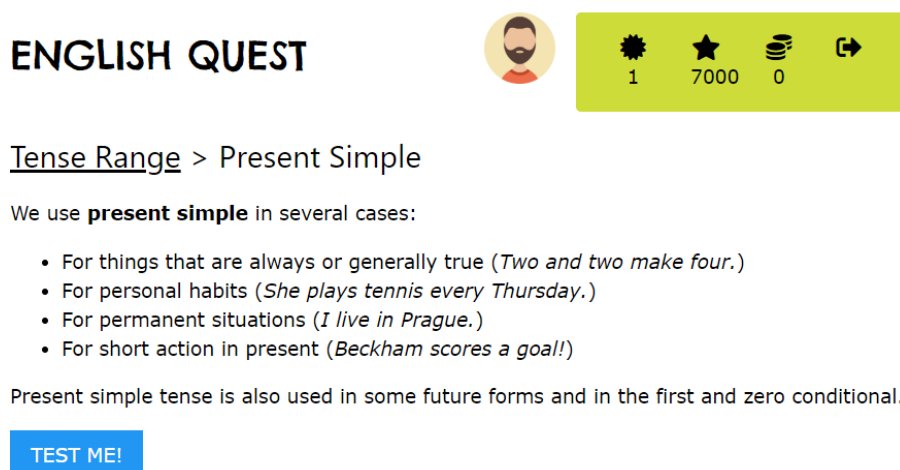 ENGLISH QUEST
1 7000 0
Tense Range > Present Simple
We use present simple in several cases:
• For things that are always or generally true (Two and two make four.)
• For personal habits (She plays tennis every Thursday.)
• For permanent situations (I live in Prague.)
• For short action in present (Beckham scores a goal!)
Present simple tense is also used in some future forms and in the first and zero conditional.
TEST ME!